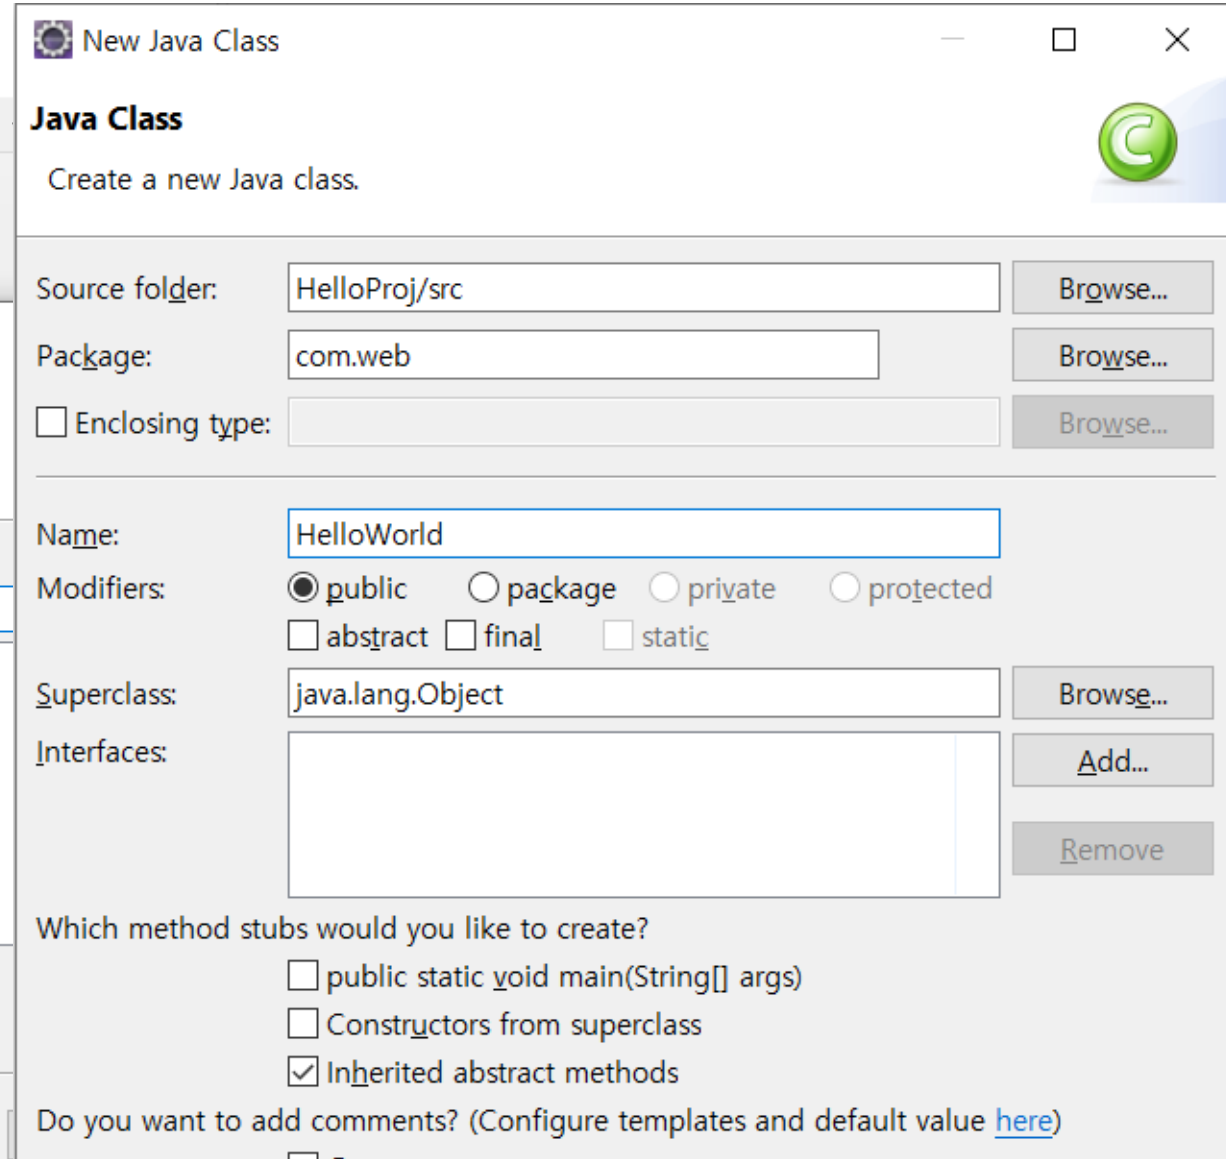 New Java Class
Java Class
Create a new Java class.
Source folder: HelloProj/src Browse...
Package: com.web Browse...
Enclosing type: Browse...
Name: HelloWorld
Modifiers: public package private protected
abstract final static
Superclass: java.lang.Object Browse...
Interfaces: Add...
Remove
Which method stubs would you like to create?
public static void main(String[] args)
Constructors from superclass
Inherited abstract methods
Do you want to add comments? (Configure templates and default value here)